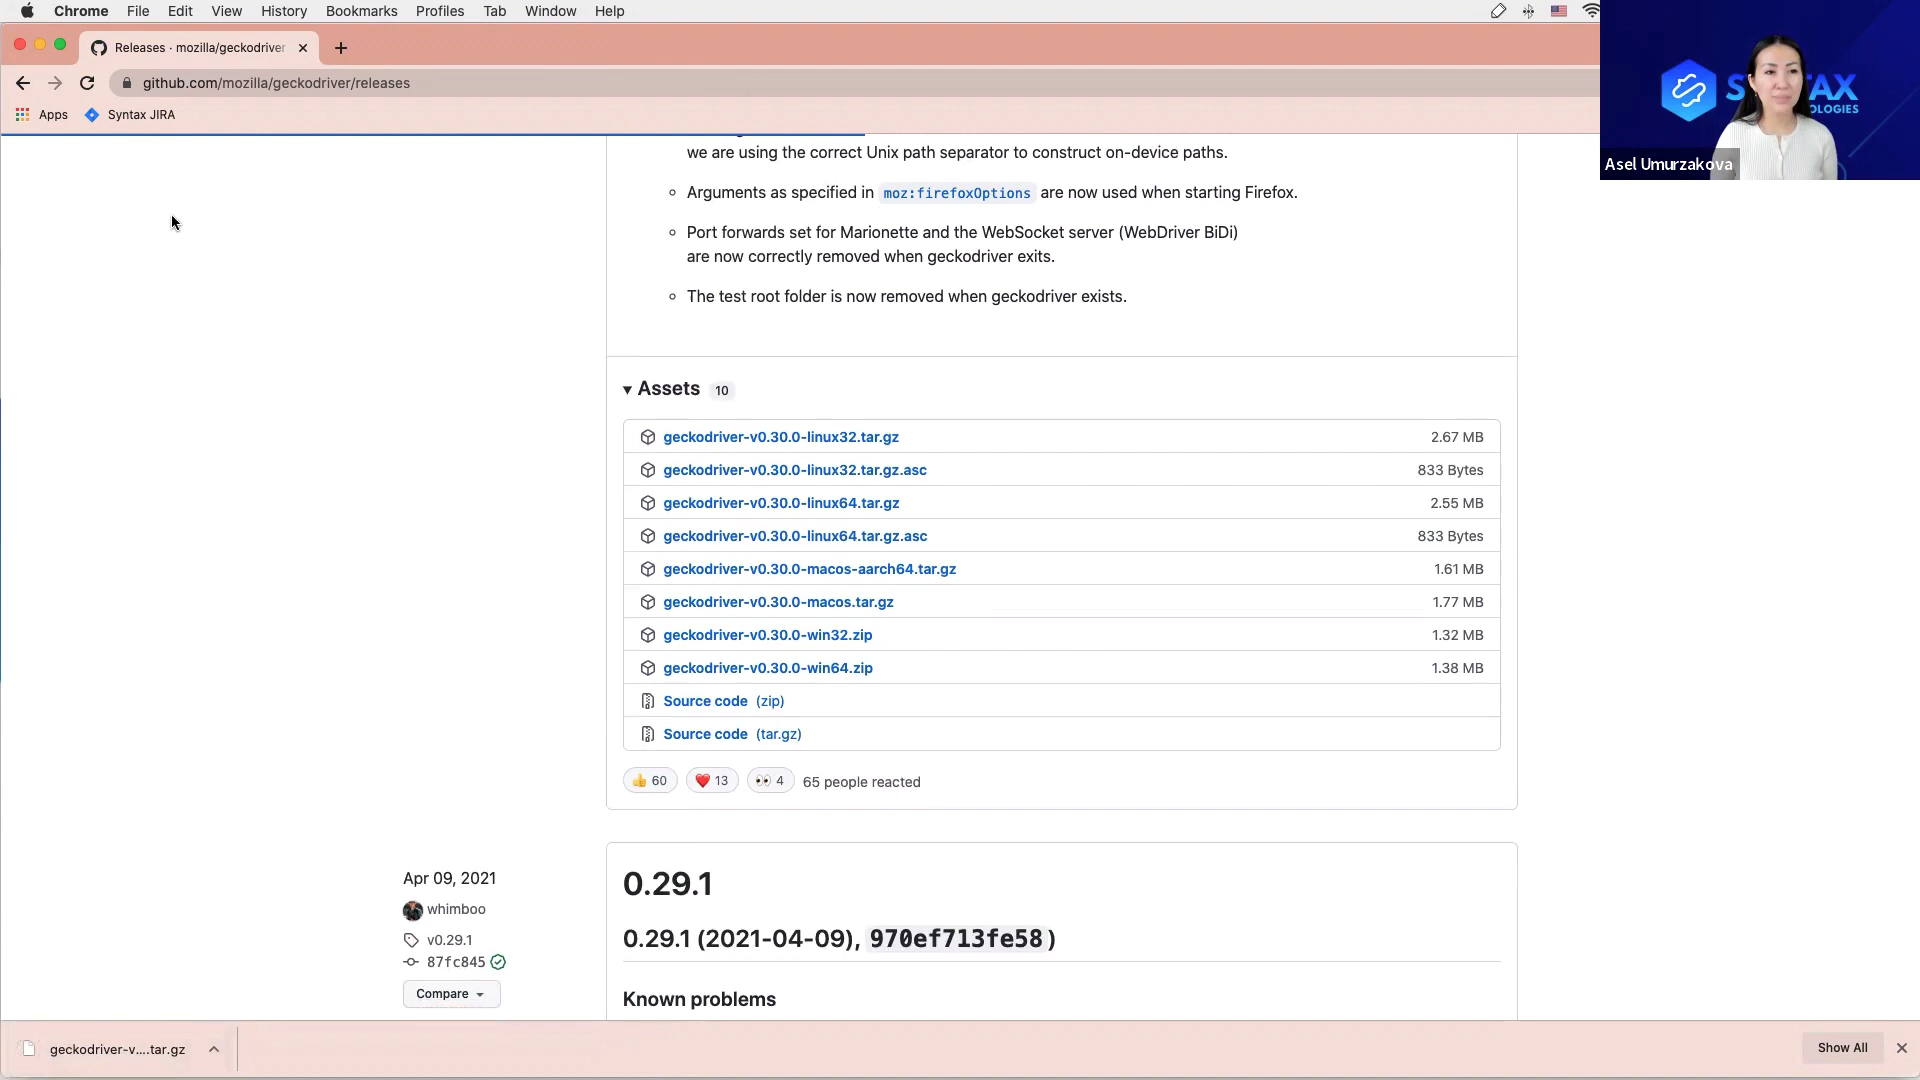 Chrome File Edit View History Bookmarks Profiles Tab Window Help
Releases · mozilla/geckodriver
github.com/mozilla/geckodriver/releases
Apps Syntax JIRA
Asel Umurzakova
we are using the correct Unix path separator to construct on-device paths.
Arguments as specified in moz:firefoxOptions are now used when starting Firefox.
Port forwards set for Marionette and the WebSocket server (WebDriver BiDi)
are now correctly removed when geckodriver exits.
The test root folder is now removed when geckodriver exists.
Assets 10
geckodriver-v0.30.0-linux32.tar.gz 2.67 MB
geckodriver-v0.30.0-linux32.tar.gz.asc 833 Bytes
geckodriver-v0.30.0-linux64.tar.gz 2.55 MB
geckodriver-v0.30.0-linux64.tar.gz.asc 833 Bytes
geckodriver-v0.30.0-macos-aarch64.tar.gz 1.61 MB
geckodriver-v0.30.0-macos.tar.gz 1.77 MB
geckodriver-v0.30.0-win32.zip 1.32 MB
geckodriver-v0.30.0-win64.zip 1.38 MB
Source code (zip)
Source code (tar.gz)
👍 60 ❤️ 13 👀 4 65 people reacted
Apr 09, 2021
whimboo
v0.29.1
87fc845
Compare
0.29.1
0.29.1 (2021-04-09), 970ef713fe58)
Known problems
geckodriver-v....tar.gz
Show All